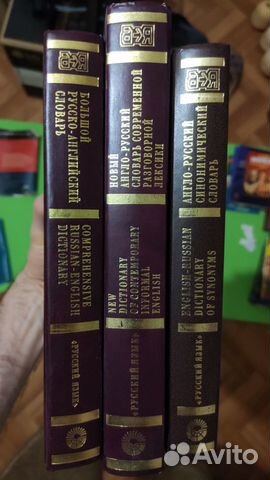 БОЛЬШОЙ
РУССКО-АНГЛИЙСКИЙ
СЛОВАРЬ
COMPREHENSIVE
RUSSIAN-ENGLISH
DICTIONARY
«РУССКИЙ ЯЗЫК»
НОВЫЙ
АНГЛО-РУССКИЙ
СЛОВАРЬ СОВРЕМЕННОЙ
РАЗГОВОРНОЙ
ЛЕКСИКИ
NEW
DICTIONARY
OF CONTEMPORARY
INFORMAL
ENGLISH
«РУССКИЙ ЯЗЫК»
АНГЛО-РУССКИЙ
СИНОНИМИЧЕСКИЙ
СЛОВАРЬ
ENGLISH-RUSSIAN
DICTIONARY
OF SYNONYMS
«РУССКИЙ ЯЗЫК»
Avito